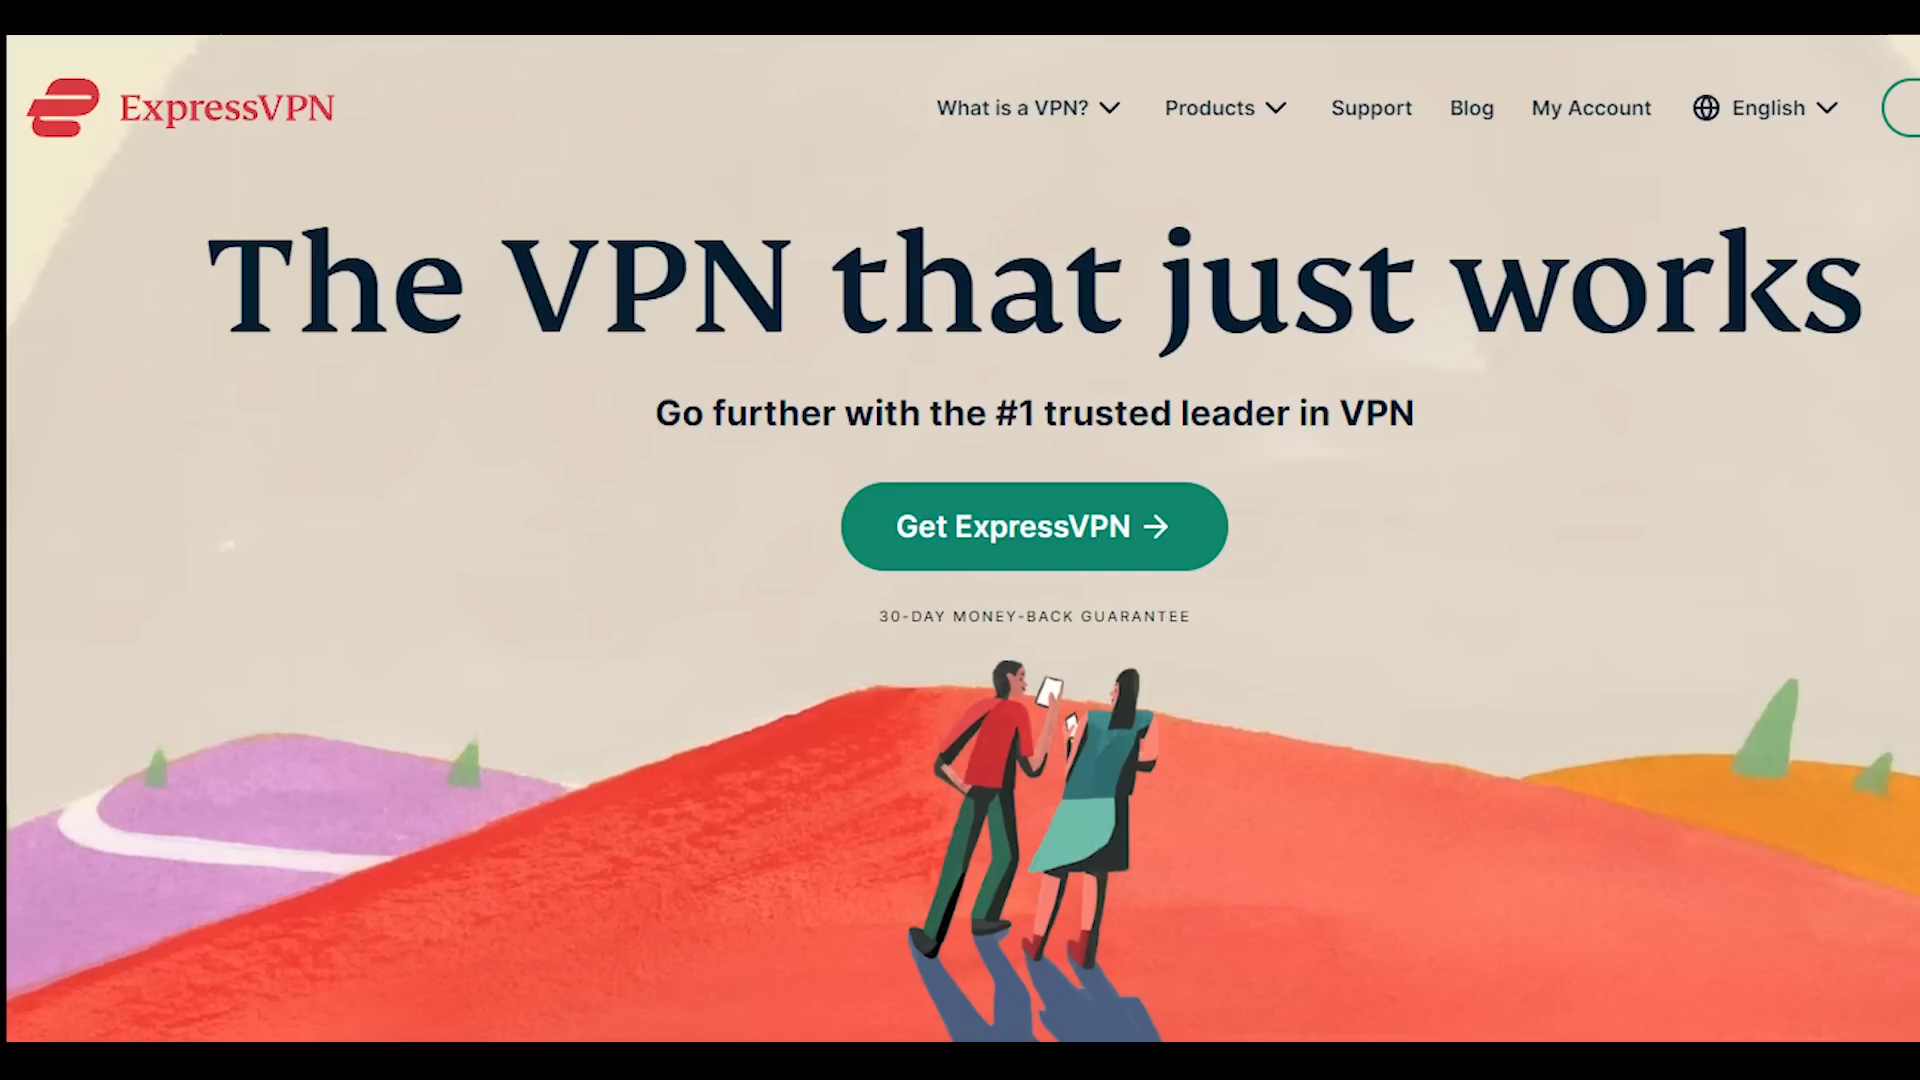 ExpressVPN
What is a VPN? Products Support Blog My Account English
The VPN that just works
Go further with the #1 trusted leader in VPN
Get ExpressVPN →
30-DAY MONEY-BACK GUARANTEE